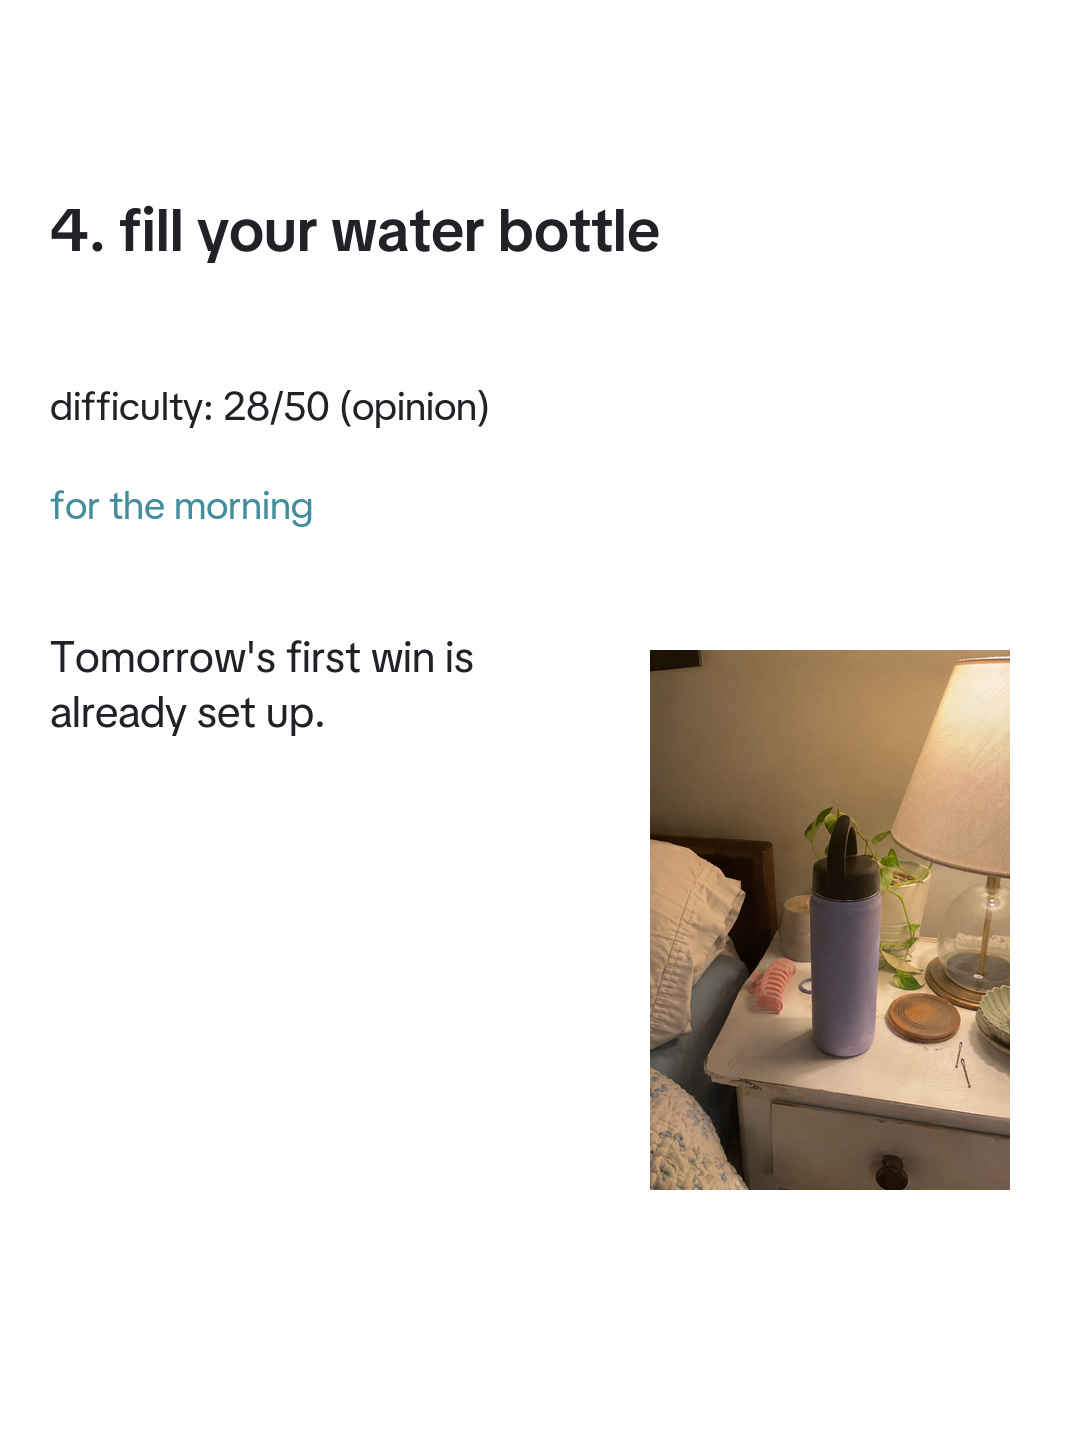 4. fill your water bottle
difficulty: 28/50 (opinion)
for the morning
Tomorrow's first win is
already set up.